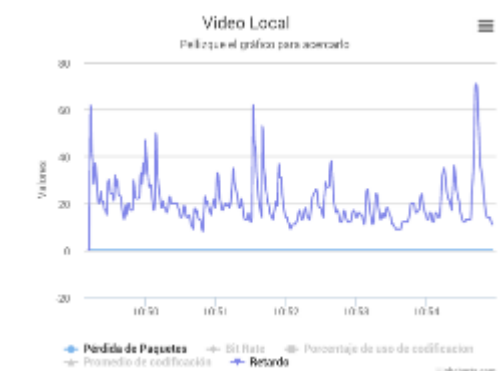 Video Local
Pellizque el gráfico para acercarlo
80
60
40
20
0
-20
Valores
10:50
10:51
10:52
10:53
10:54
Pérdida de Paquetes
Bit Rate
Porcentaje de uso de codificacion
Promedio de codificación
Retardo